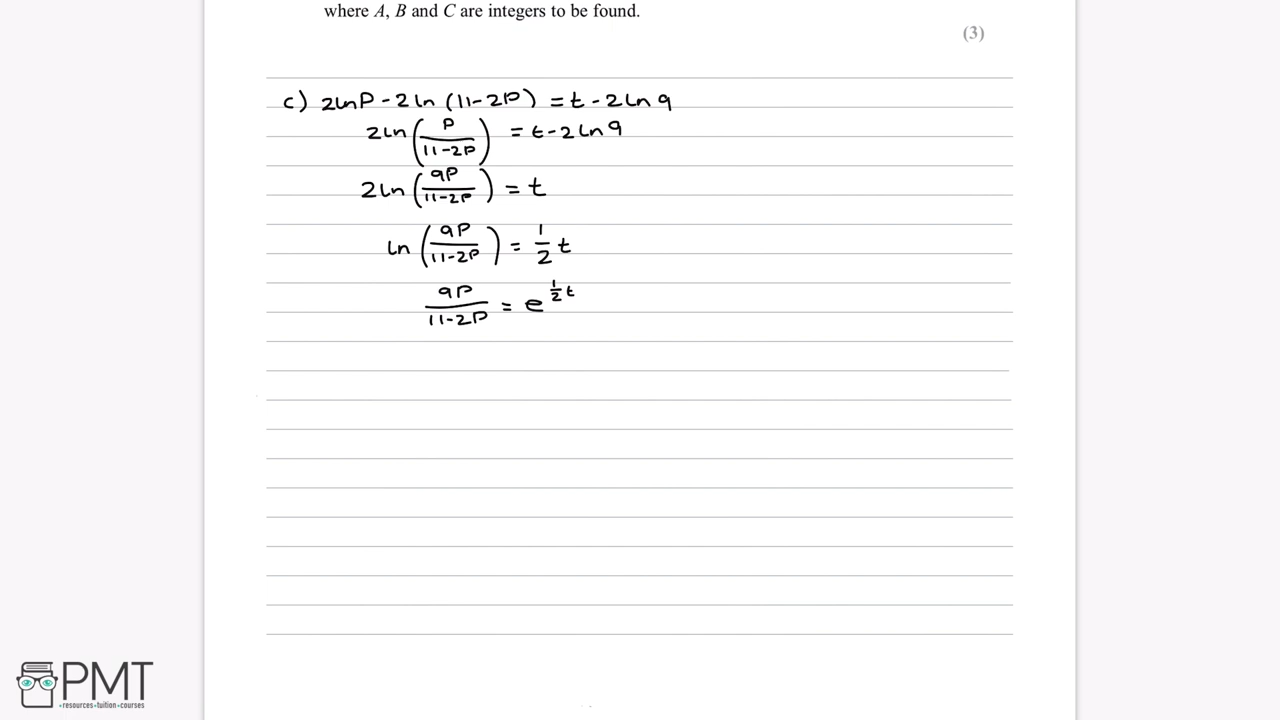 where A, B and C are integers to be found.
(3)
c) 2lnP - 2ln (11-2P) = t - 2ln9
2ln(P/(11-2P)) = t - 2ln9
2ln(9P/(11-2P)) = t
ln(9P/(11-2P)) = 1/2 t
9P/(11-2P) = e^(1/2 t)
PMT
•resources•tuition•courses